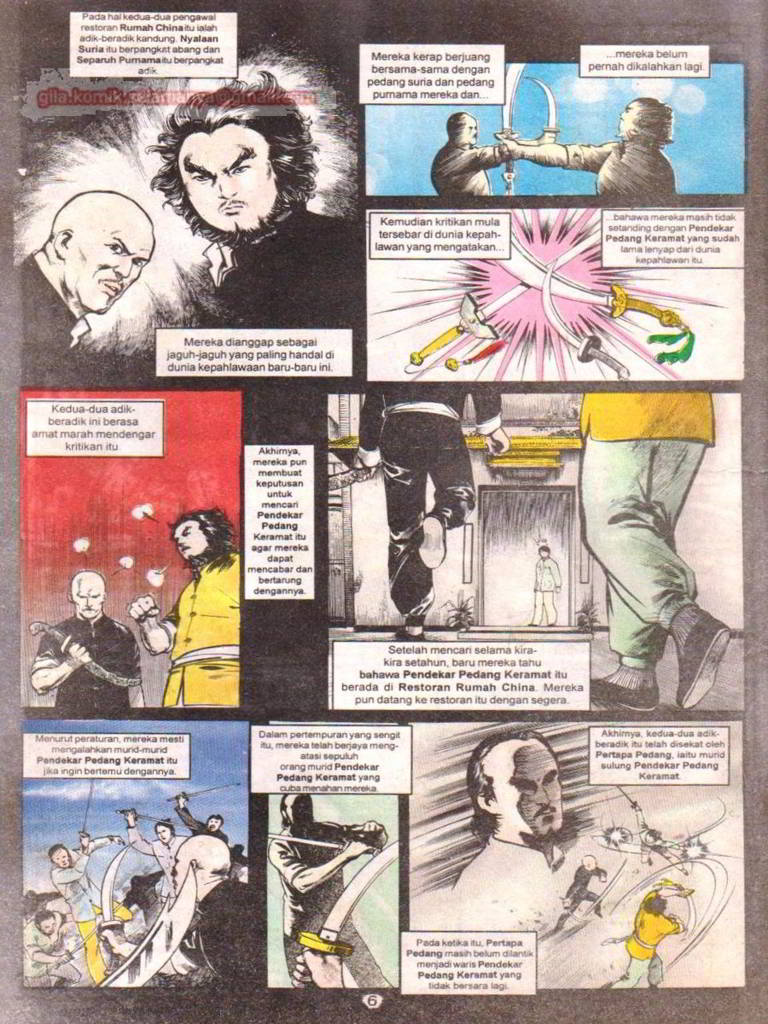 Pada hal kedua-dua pengawal
restoran Rumah China itu ialah
adik-beradik kandung. Nyalaan
Suria itu berpangkat abang dan
Separuh Purnama itu berpangkat
adik.
Mereka kerap berjuang
bersama-sama dengan
pedang suria dan pedang
purnama mereka dan...
...mereka belum
pernah dikalahkan lagi.
Kemudian kritikan mula
tersebar di dunia kepah-
lawan yang mengatakan...
...bahawa mereka masih tidak
setanding dengan Pendekar
Pedang Keramat yang sudah
lama lenyap dari dunia
kepahlawan itu.
Mereka dianggap sebagai
jaguh-jaguh yang paling handal di
dunia kepahlawaan baru-baru ini.
Kedua-dua adik-
beradik ini berasa
amat marah mendengar
kritikan itu.
Akhirnya,
mereka pun
membuat
keputusan
untuk
mencari
Pendekar
Pedang
Keramat itu
agar mereka
dapat
mencabar dan
bertarung
dengannya.
Setelah mencari selama kira-
kira setahun, baru mereka tahu
bahawa Pendekar Pedang Keramat itu
berada di Restoran Rumah China. Mereka
pun datang ke restoran itu dengan segera.
Menurut peraturan, mereka mesti
mengalahkan murid-murid
Pendekar Pedang Keramat itu
jika ingin bertemu dengannya.
Dalam pertempuran yang sengit
itu, mereka telah berjaya meng-
atasi sepuluh
orang murid Pendekar
Pedang Keramat yang
cuba menahan mereka.
Akhirnya, kedua-dua adik-
beradik itu telah disekat oleh
Pertapa Pedang, iaitu murid
sulung Pendekar Pedang
Keramat.
Pada ketika itu, Pertapa
Pedang masih belum dilantik
menjadi waris Pendekar
Pedang Keramat yang
tidak bersara lagi.
6